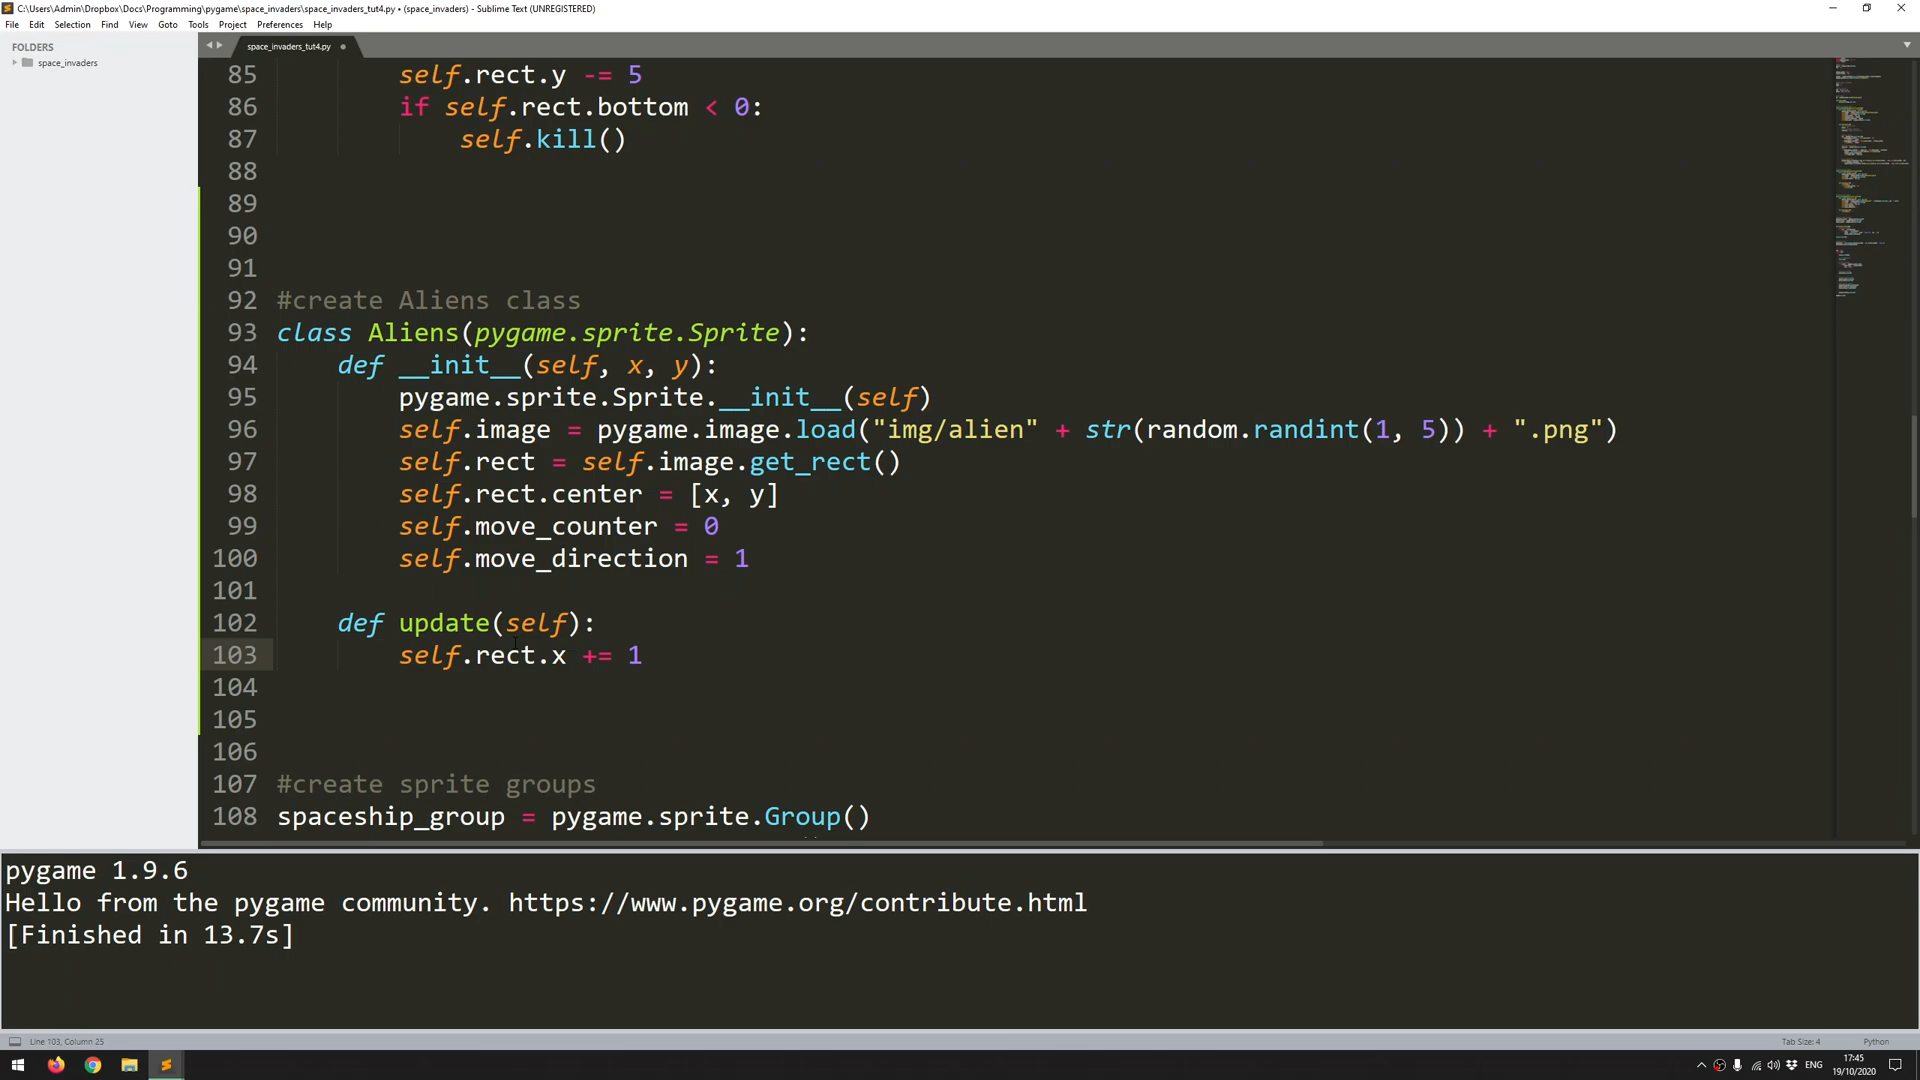 C:\Users\Admin\Dropbox\Docs\Programming\pygame\space_invaders\space_invaders_tut4.py • (space_invaders) - Sublime Text (UNREGISTERED)
File Edit Selection Find View Goto Tools Project Preferences Help
FOLDERS
space_invaders
space_invaders_tut4.py
85 self.rect.y -= 5
86 if self.rect.bottom < 0:
87 self.kill()
88
89
90
91
92 #create Aliens class
93 class Aliens(pygame.sprite.Sprite):
94 def __init__(self, x, y):
95 pygame.sprite.Sprite.__init__(self)
96 self.image = pygame.image.load("img/alien" + str(random.randint(1, 5)) + ".png")
97 self.rect = self.image.get_rect()
98 self.rect.center = [x, y]
99 self.move_counter = 0
100 self.move_direction = 1
101
102 def update(self):
103 self.rect.x += 1
104
105
106
107 #create sprite groups
108 spaceship_group = pygame.sprite.Group()
pygame 1.9.6
Hello from the pygame community. https://www.pygame.org/contribute.html
[Finished in 13.7s]
Line 103, Column 25
Tab Size: 4
Python
ENG
17:45
19/10/2020